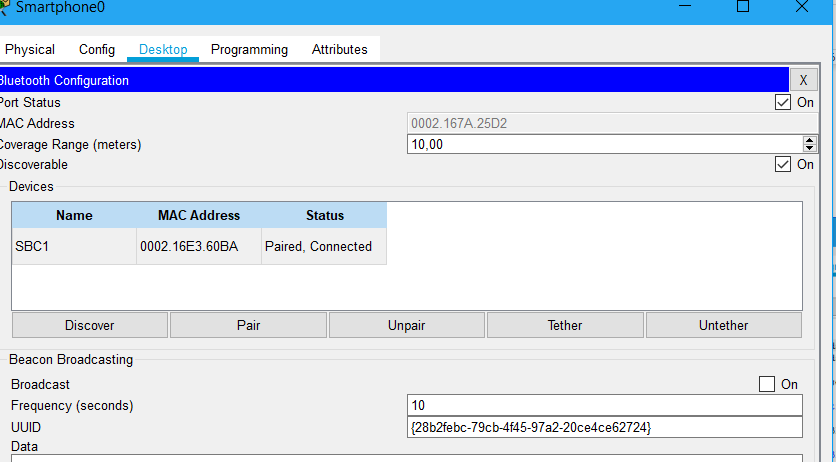 Smartphone0
Physical Config Desktop Programming Attributes
Bluetooth Configuration X
Port Status On
MAC Address 0002.167A.25D2
Coverage Range (meters) 10,00
Discoverable On
Devices
Name MAC Address Status
SBC1 0002.16E3.60BA Paired, Connected
Discover Pair Unpair Tether Untether
Beacon Broadcasting
Broadcast On
Frequency (seconds) 10
UUID {28b2febc-79cb-4f45-97a2-20ce4ce62724}
Data